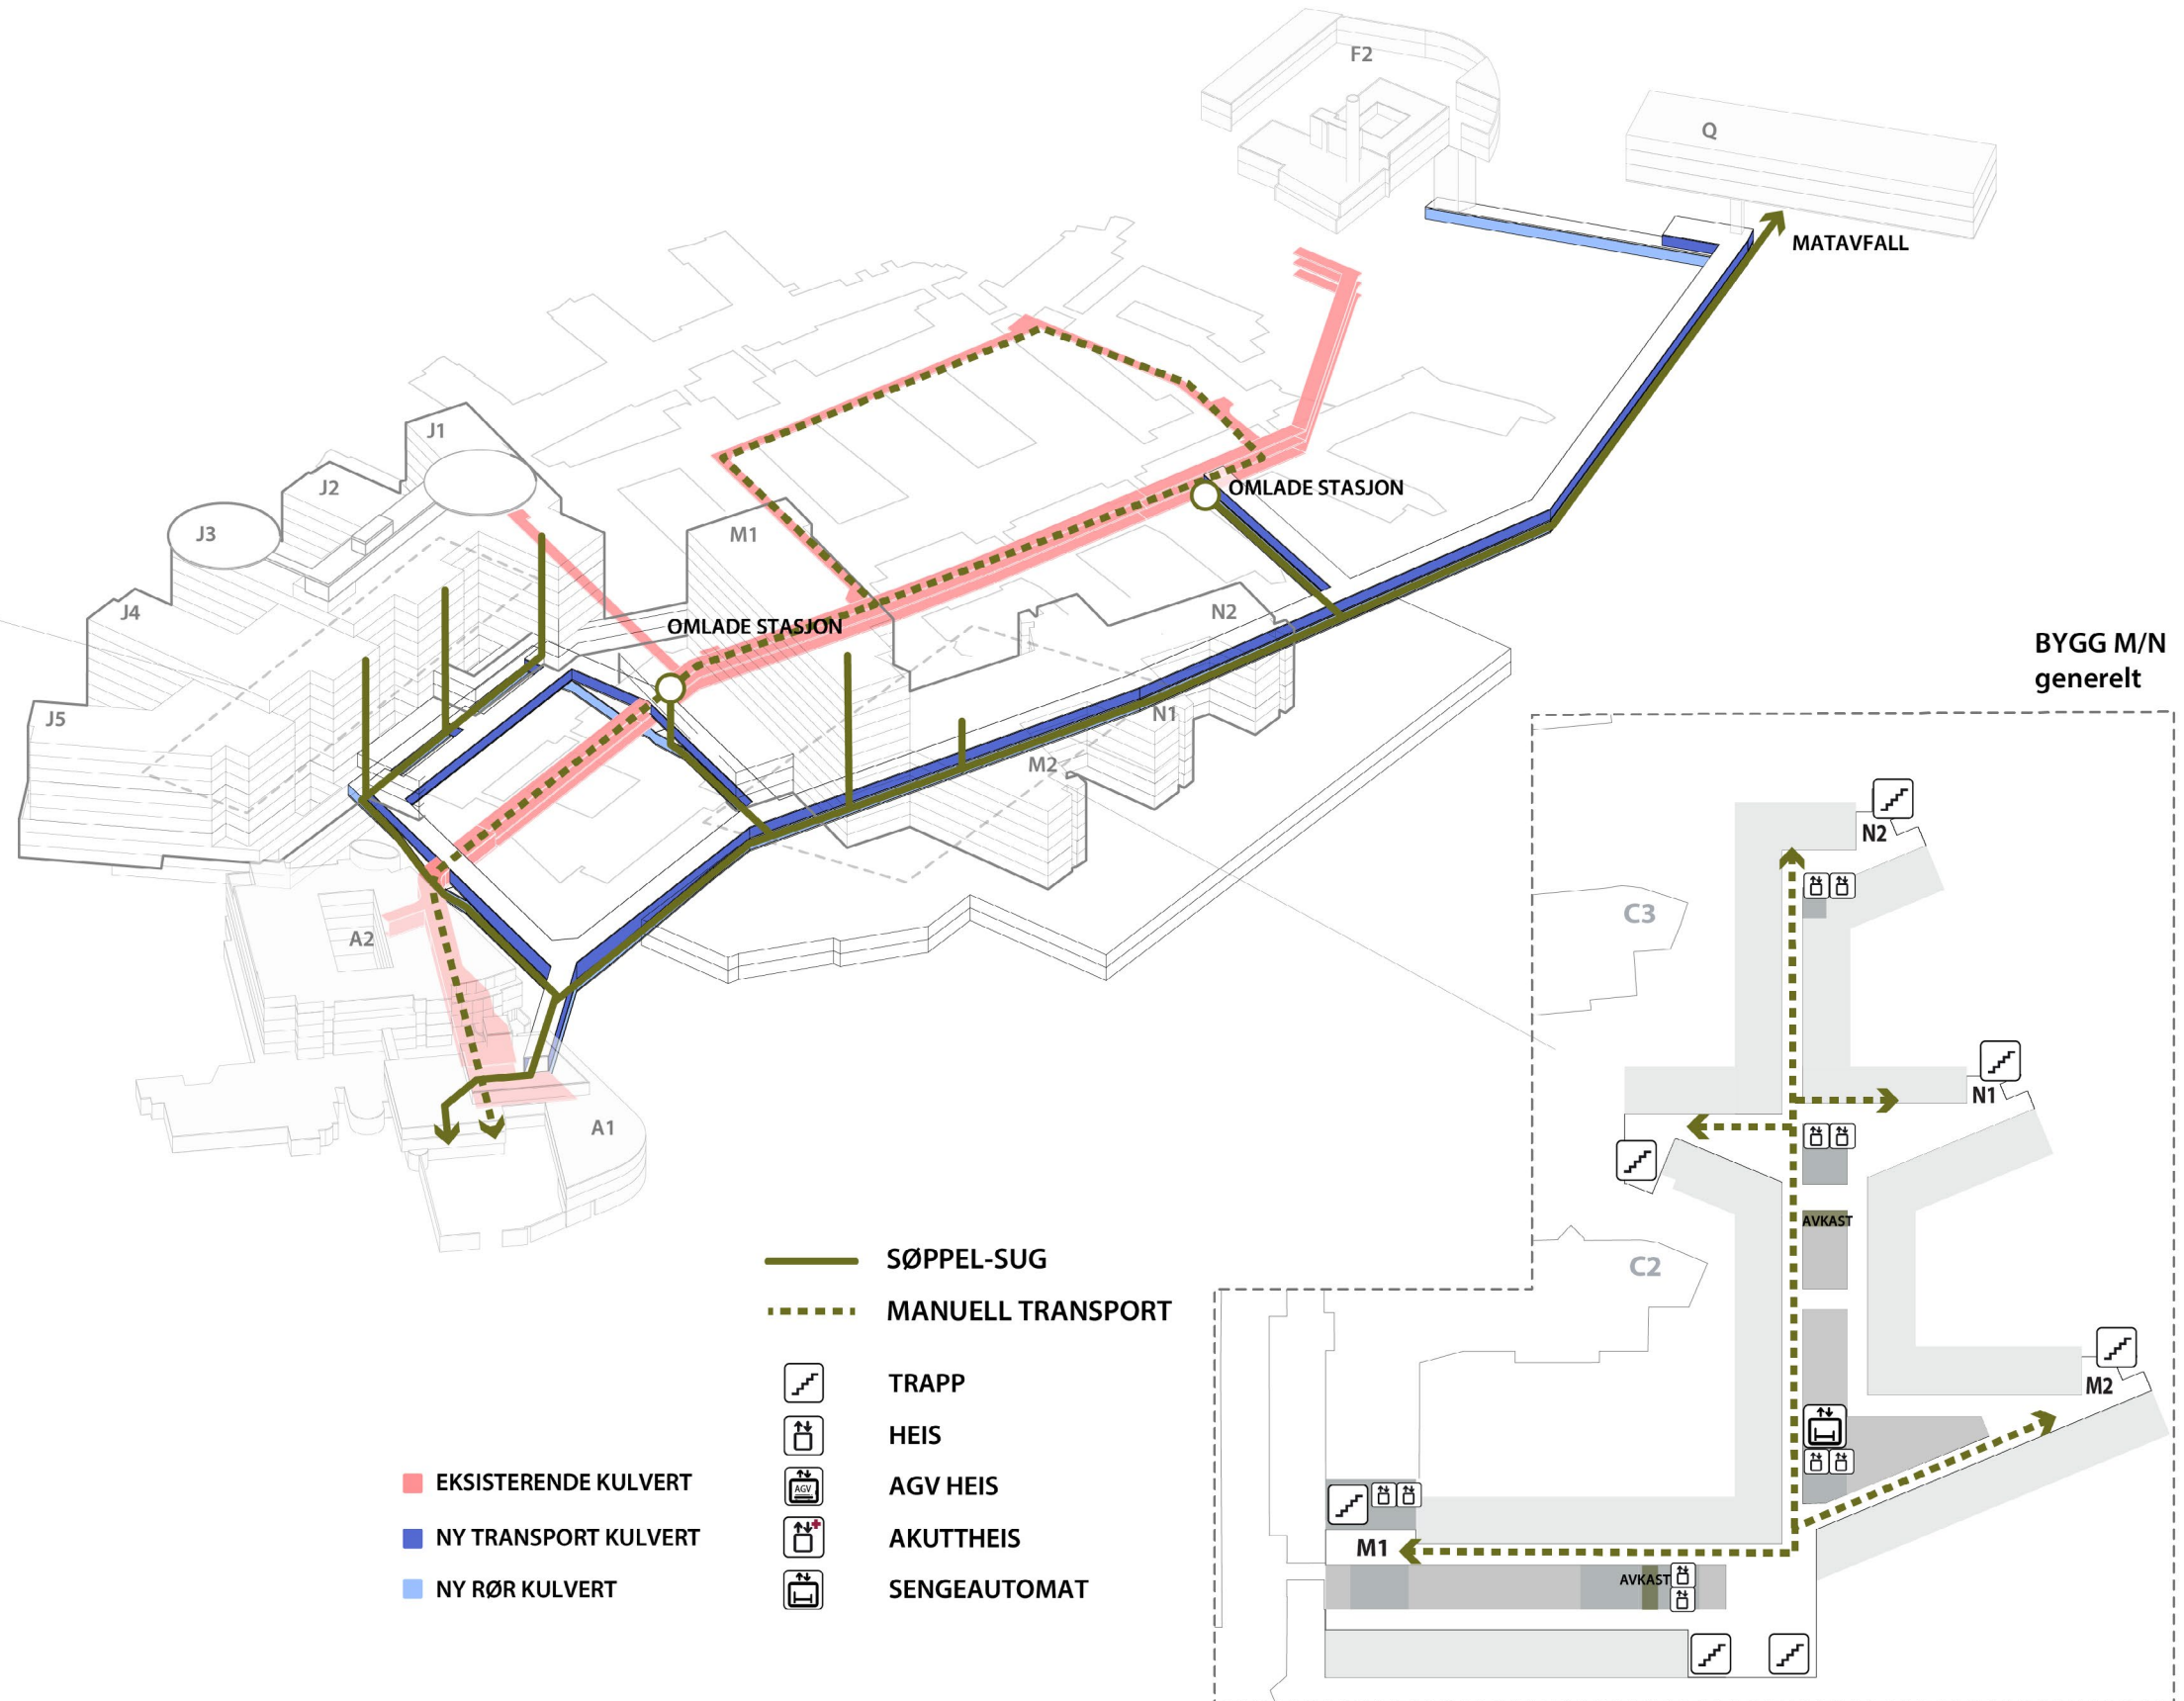 F2
Q
MATAVFALL
J1
J2
J3
M1
OMLADE STASJON
J4
N2
OMLADE STASJON
J5
N1
M2
A2
A1
BYGG M/N
generelt
N2
C3
N1
AVKAST
C2
M2
M1
AVKAST
SØPPEL-SUG
MANUELL TRANSPORT
TRAPP
HEIS
AGV
AGV HEIS
AKUTTHEIS
SENGEAUTOMAT
EKSISTERENDE KULVERT
NY TRANSPORT KULVERT
NY RØR KULVERT